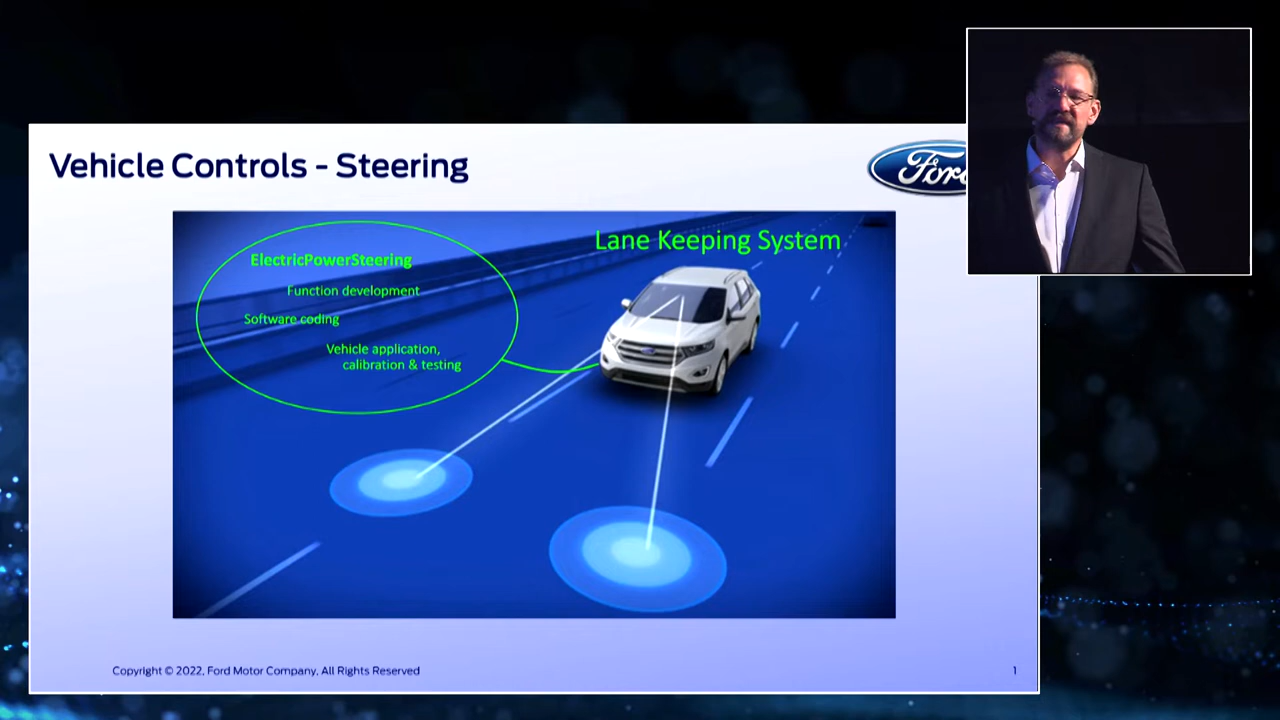 Vehicle Controls - Steering
Ford
Lane Keeping System
ElectricPowerSteering
Function development
Software coding
Vehicle application,
calibration & testing
Copyright © 2022, Ford Motor Company, All Rights Reserved
1